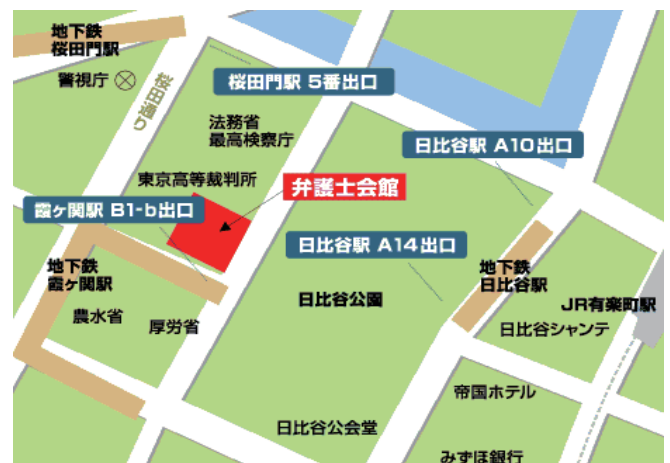 地下鉄
桜田門駅
警視庁
桜田通り
桜田門駅 5番出口
法務省
最高検察庁
日比谷駅 A10出口
東京高等裁判所
弁護士会館
霞ヶ関駅 B1-b出口
日比谷駅 A14出口
地下鉄
霞ヶ関駅
地下鉄
日比谷駅
日比谷公園
JR有楽町駅
農水省
厚労省
日比谷シャンテ
帝国ホテル
日比谷公会堂
みずほ銀行